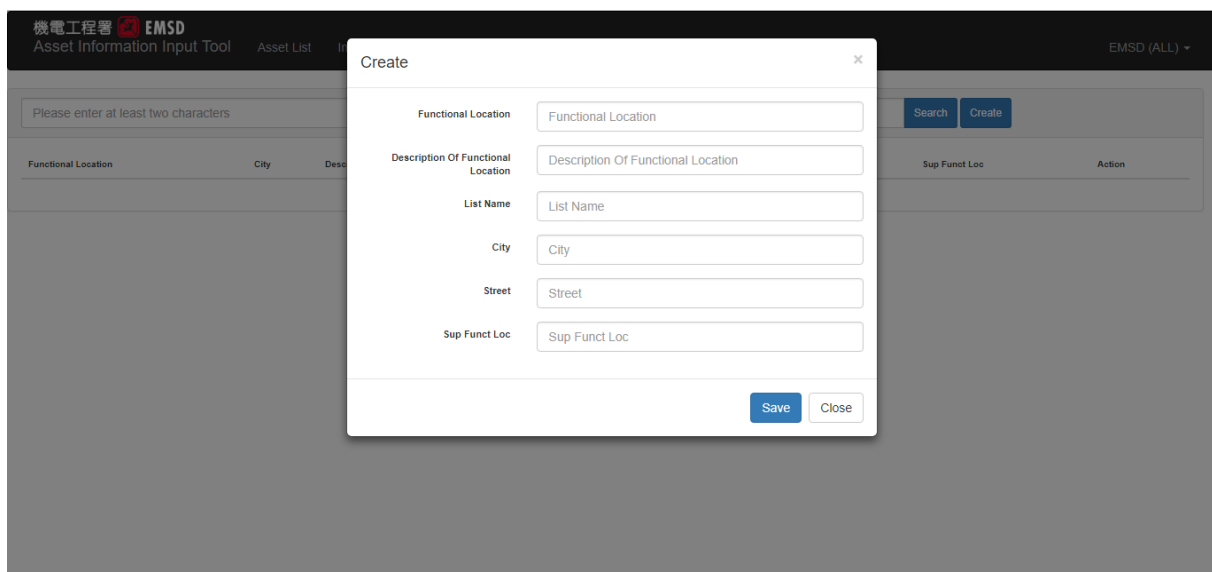 機電工程署 EMSD
Asset Information Input Tool Asset List In EMSD (ALL)
Create ×
Please enter at least two characters Search Create
Functional Location City Desc Sup Funct Loc Action
Functional Location Functional Location
Description Of Functional
Location
Description Of Functional Location
List Name List Name
City City
Street Street
Sup Funct Loc Sup Funct Loc
Save Close